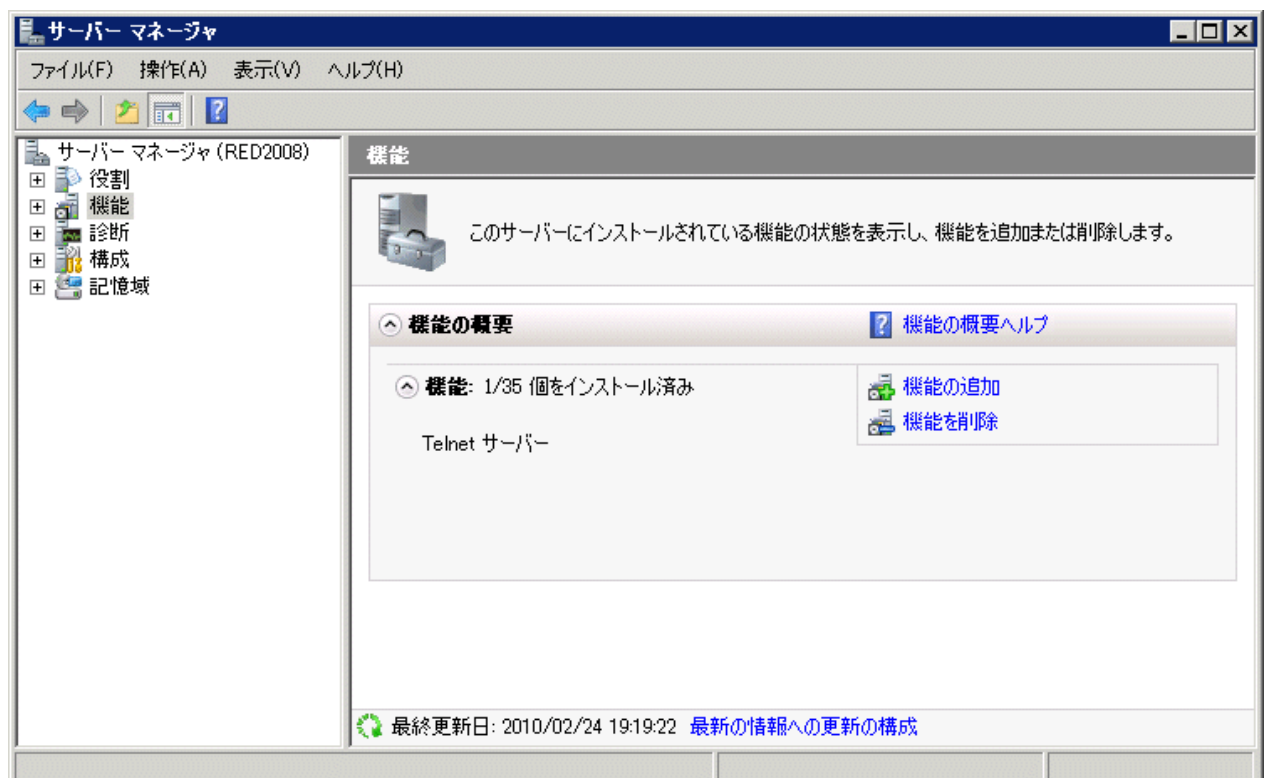 サーバー マネージャ
ファイル(F) 操作(A) 表示(V) ヘルプ(H)
サーバー マネージャ (RED2008)
役割
機能
診断
構成
記憶域
機能
このサーバーにインストールされている機能の状態を表示し、機能を追加または削除します。
機能の概要
機能の概要ヘルプ
機能: 1/35 個をインストール済み
機能の追加
機能を削除
Telnet サーバー
最終更新日: 2010/02/24 19:19:22 最新の情報への更新の構成